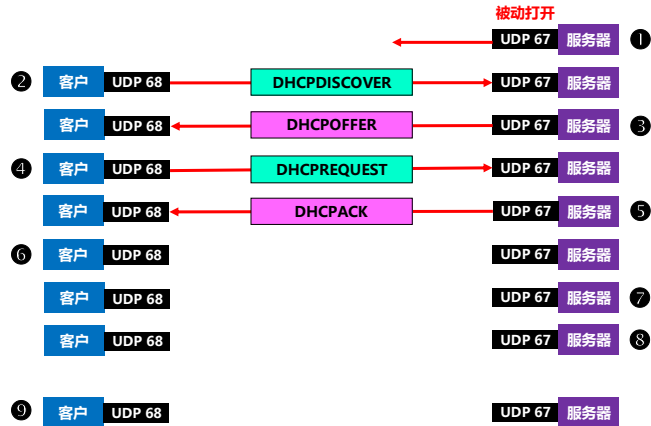 被动打开
UDP 67 服务器 ❶
❷ 客户 UDP 68 DHCPDISCOVER UDP 67 服务器
客户 UDP 68 DHCPOFFER UDP 67 服务器 ❸
❹ 客户 UDP 68 DHCPREQUEST UDP 67 服务器
客户 UDP 68 DHCPACK UDP 67 服务器 ❺
❻ 客户 UDP 68 UDP 67 服务器
客户 UDP 68 UDP 67 服务器 ❼
客户 UDP 68 UDP 67 服务器 ❽
❾ 客户 UDP 68 UDP 67 服务器